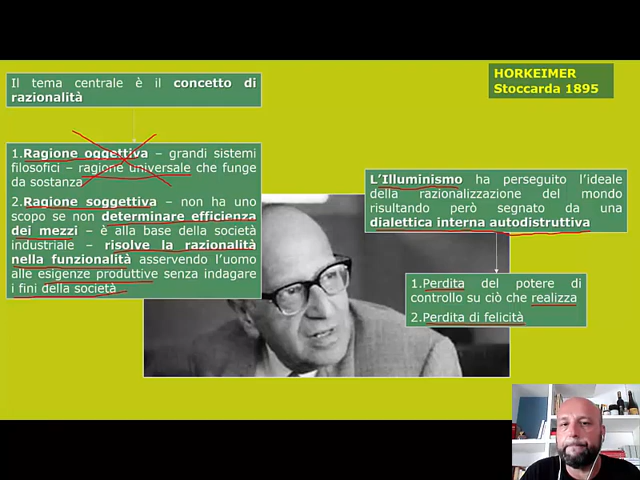 HORKEIMER
Stoccarda 1895
Il tema centrale è il concetto di
razionalità
1.Ragione oggettiva – grandi sistemi
filosofici – ragione universale che funge
da sostanza
2.Ragione soggettiva – non ha uno
scopo se non determinare efficienza
dei mezzi – è alla base della società
industriale – risolve la razionalità
nella funzionalità asservendo l'uomo
alle esigenze produttive senza indagare
i fini della società
L'Illuminismo ha perseguito l'ideale
della razionalizzazione del mondo
risultando però segnato da una
dialettica interna autodistruttiva
1.Perdita del potere di
controllo su ciò che realizza
2.Perdita di felicità